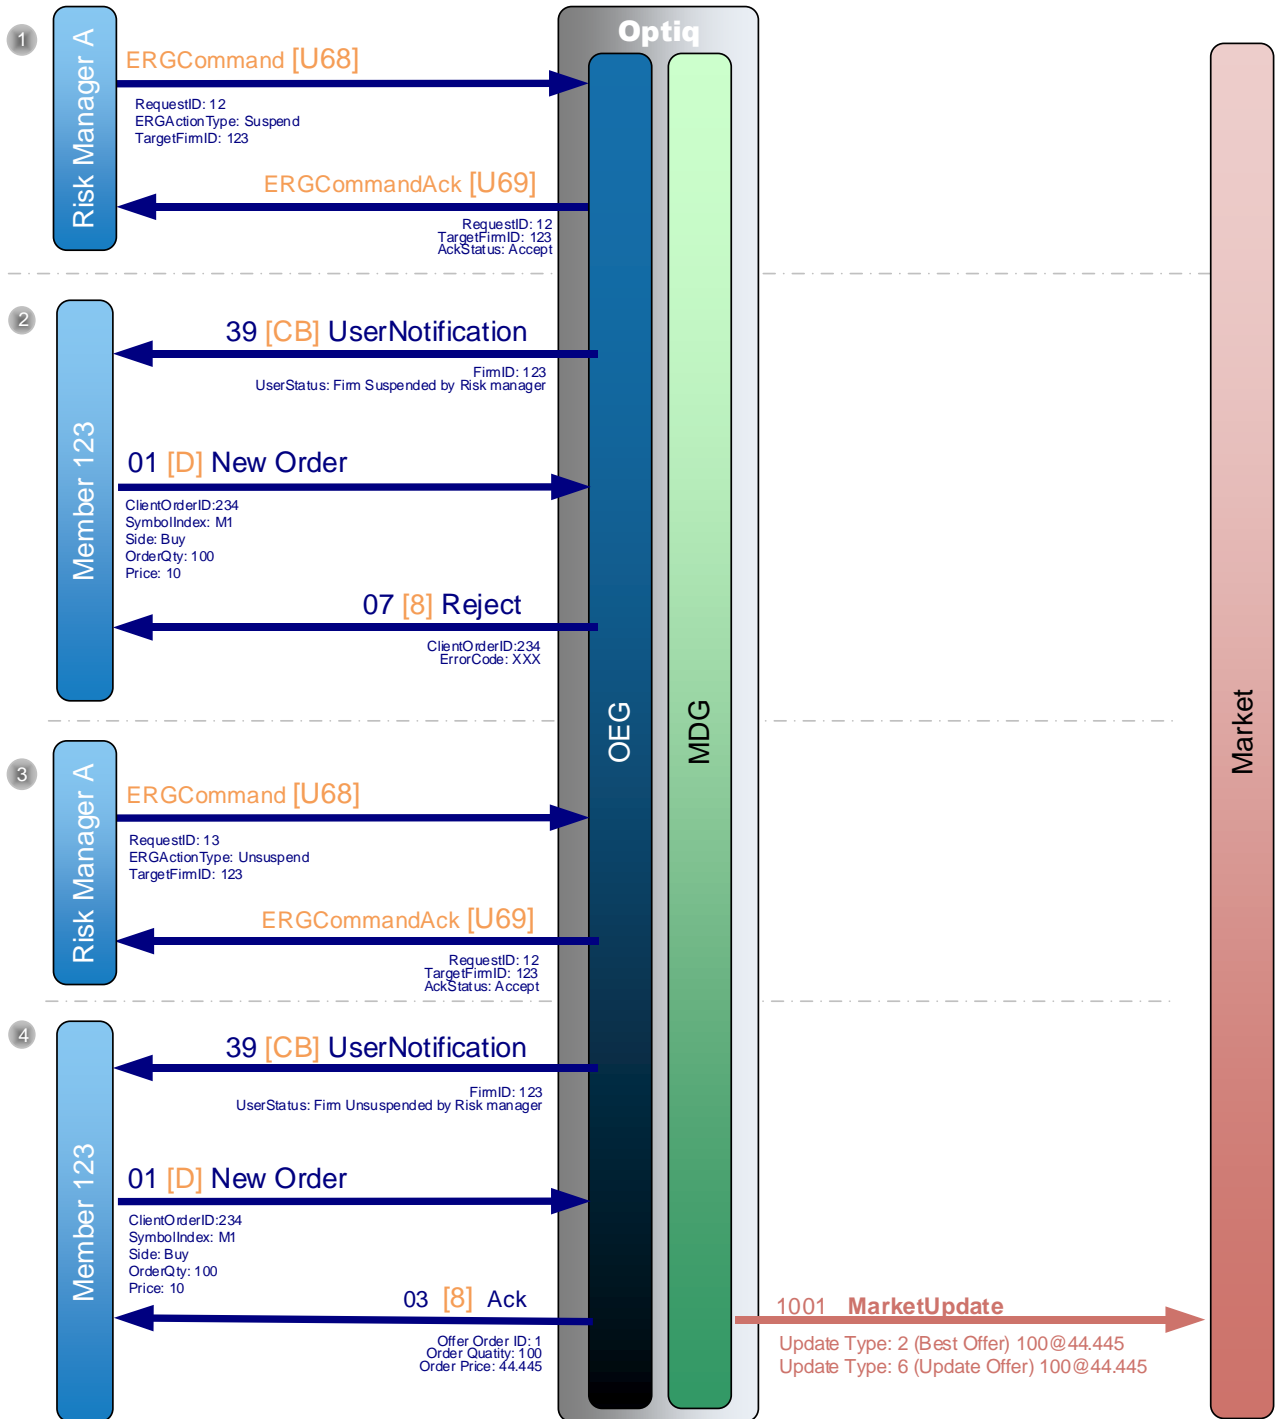 Optiq
1
Risk Manager A
ERGCommand [U68]
RequestID: 12
ERGActionType: Suspend
TargetFirmID: 123
ERGCommandAck [U69]
RequestID: 12
TargetFirmID: 123
AckStatus: Accept
2
Member 123
39 [CB] UserNotification
FirmID: 123
UserStatus: Firm Suspended by Risk manager
01 [D] New Order
ClientOrderID:234
SymbolIndex: M1
Side: Buy
OrderQty: 100
Price: 10
07 [8] Reject
ClientOrderID:234
ErrorCode: XXX
OEG
MDG
Market
3
Risk Manager A
ERGCommand [U68]
RequestID: 13
ERGActionType: Unsuspend
TargetFirmID: 123
ERGCommandAck [U69]
RequestID: 12
TargetFirmID: 123
AckStatus: Accept
4
Member 123
39 [CB] UserNotification
FirmID: 123
UserStatus: Firm Unsuspended by Risk manager
01 [D] New Order
ClientOrderID:234
SymbolIndex: M1
Side: Buy
OrderQty: 100
Price: 10
03 [8] Ack
Offer Order ID: 1
Order Quatity: 100
Order Price: 44.445
1001 MarketUpdate
Update Type: 2 (Best Offer) 100@44.445
Update Type: 6 (Update Offer) 100@44.445